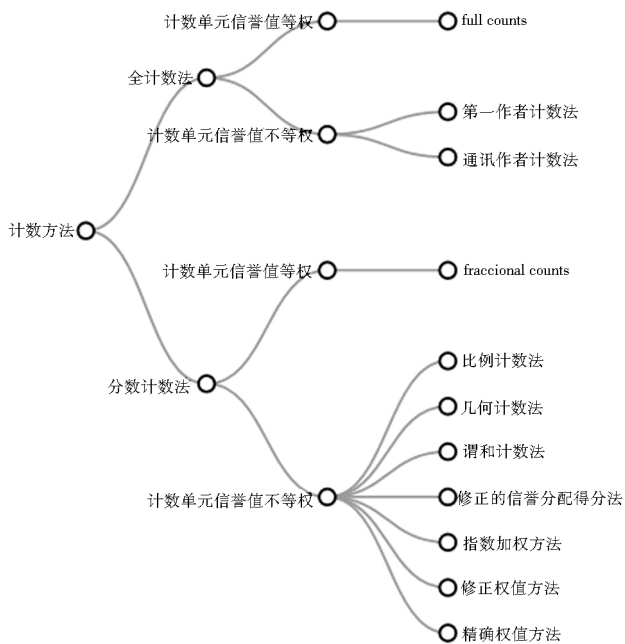 计数单元信誉值等权
full counts
全计数法
第一作者计数法
计数单元信誉值不等权
通讯作者计数法
计数方法
计数单元信誉值等权
fraccional counts
比例计数法
分数计数法
几何计数法
谓和计数法
计数单元信誉值不等权
修正的信誉分配得分法
指数加权方法
修正权值方法
精确权值方法